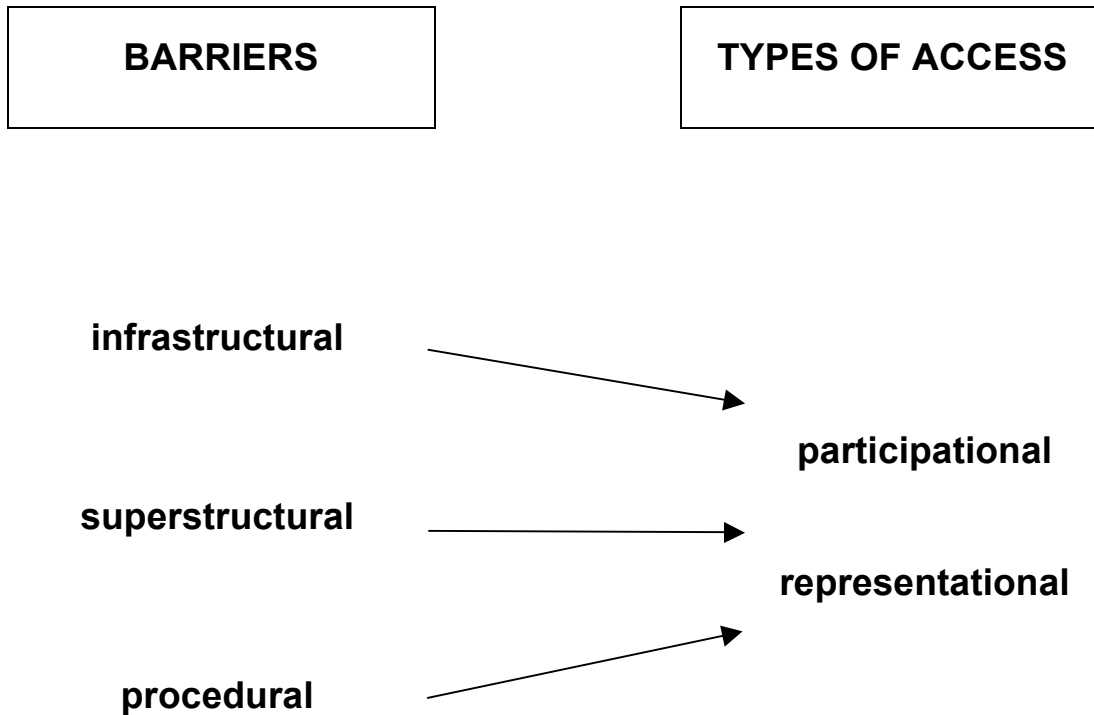 BARRIERS
TYPES OF ACCESS
infrastructural
participational
superstructural
representational
procedural